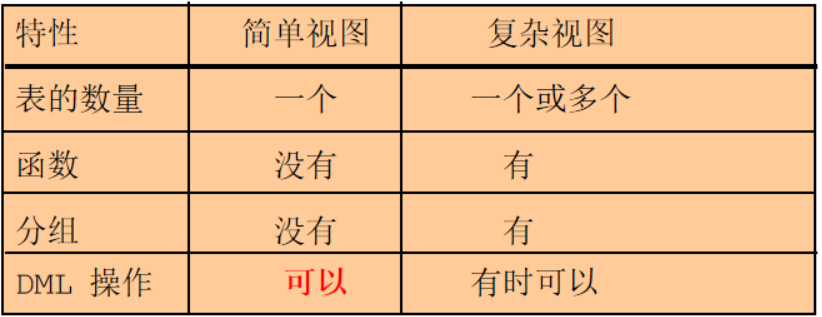 特性 简单视图 复杂视图
表的数量 一个 一个或多个
函数 没有 有
分组 没有 有
DML 操作 可以 有时可以